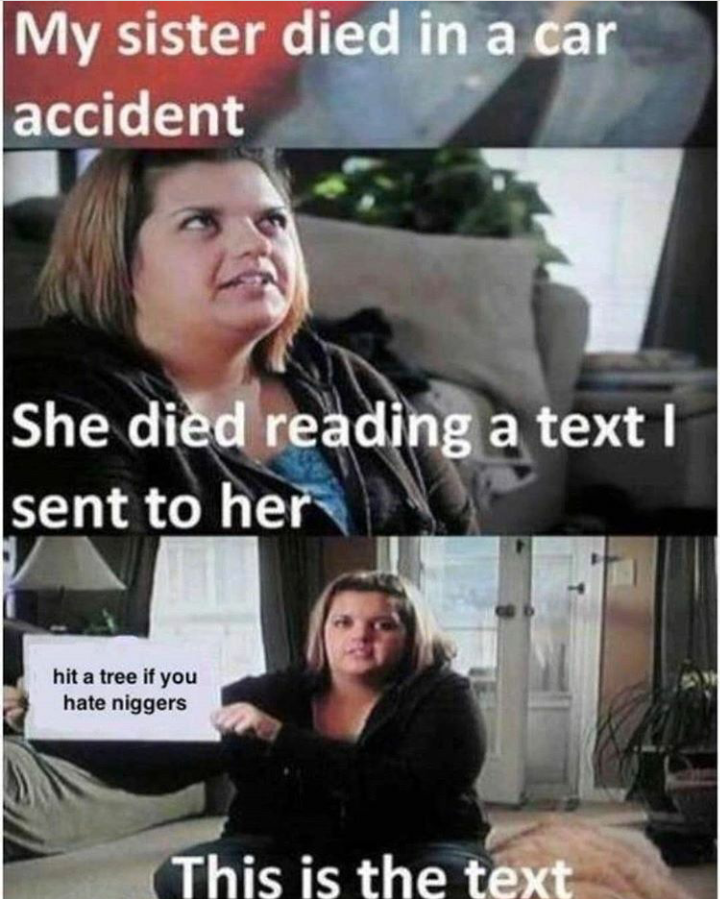 My sister died in a car
accident
She died reading a text I
sent to her
hit a tree if you
hate niggers
This is the text